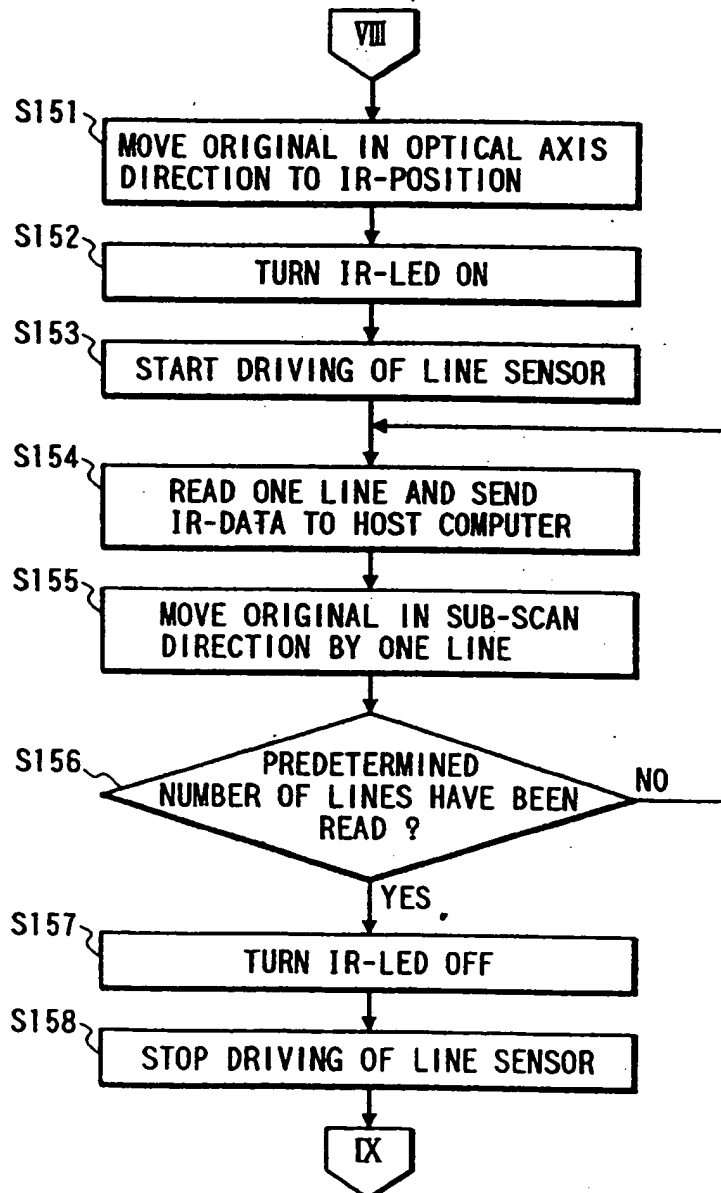 VIII
S151
MOVE ORIGINAL IN OPTICAL AXIS
DIRECTION TO IR-POSITION
S152
TURN IR-LED ON
S153
START DRIVING OF LINE SENSOR
S154
READ ONE LINE AND SEND
IR-DATA TO HOST COMPUTER
S155
MOVE ORIGINAL IN SUB-SCAN
DIRECTION BY ONE LINE
S156
PREDETERMINED
NUMBER OF LINES HAVE BEEN
READ ?
NO
YES
S157
TURN IR-LED OFF
S158
STOP DRIVING OF LINE SENSOR
IX